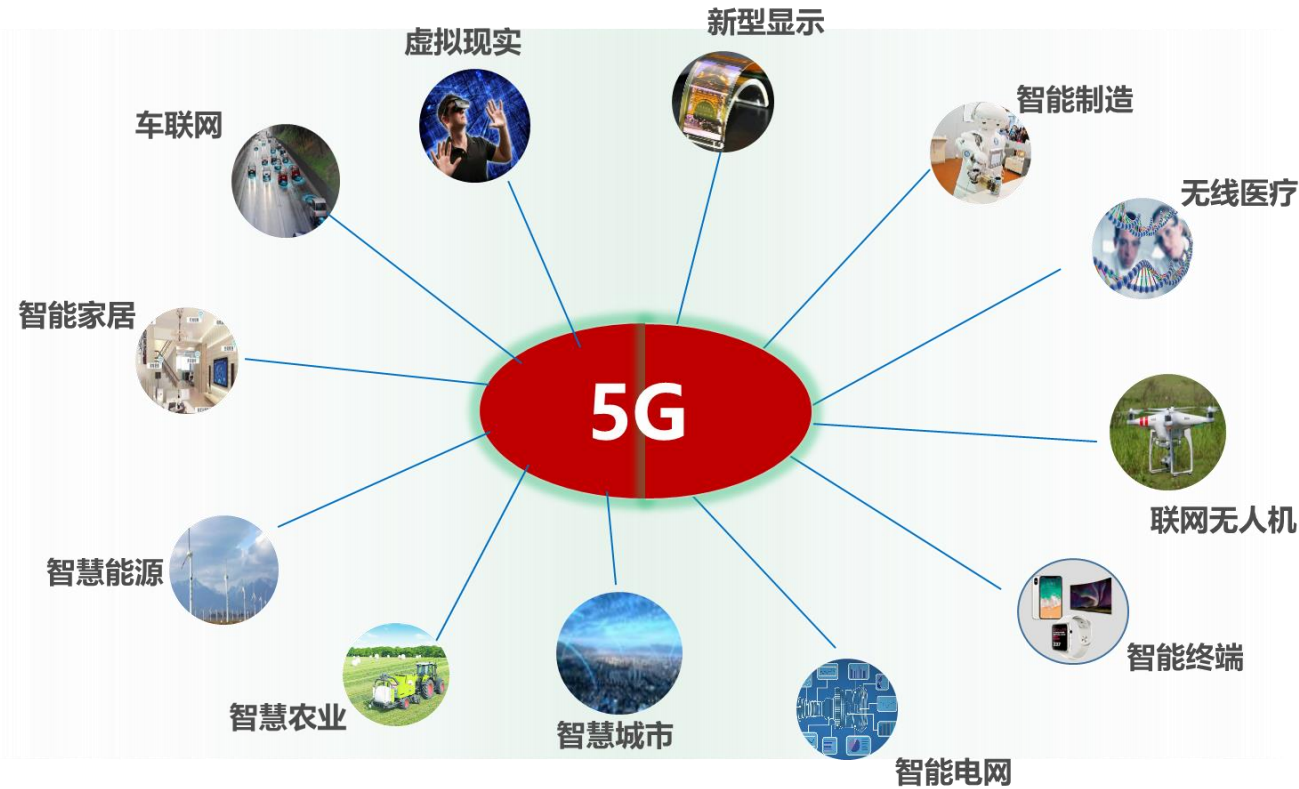 新型显示
虚拟现实
智能制造
车联网
无线医疗
智能家居
5G
联网无人机
智慧能源
智能终端
智慧农业
智慧城市
智能电网